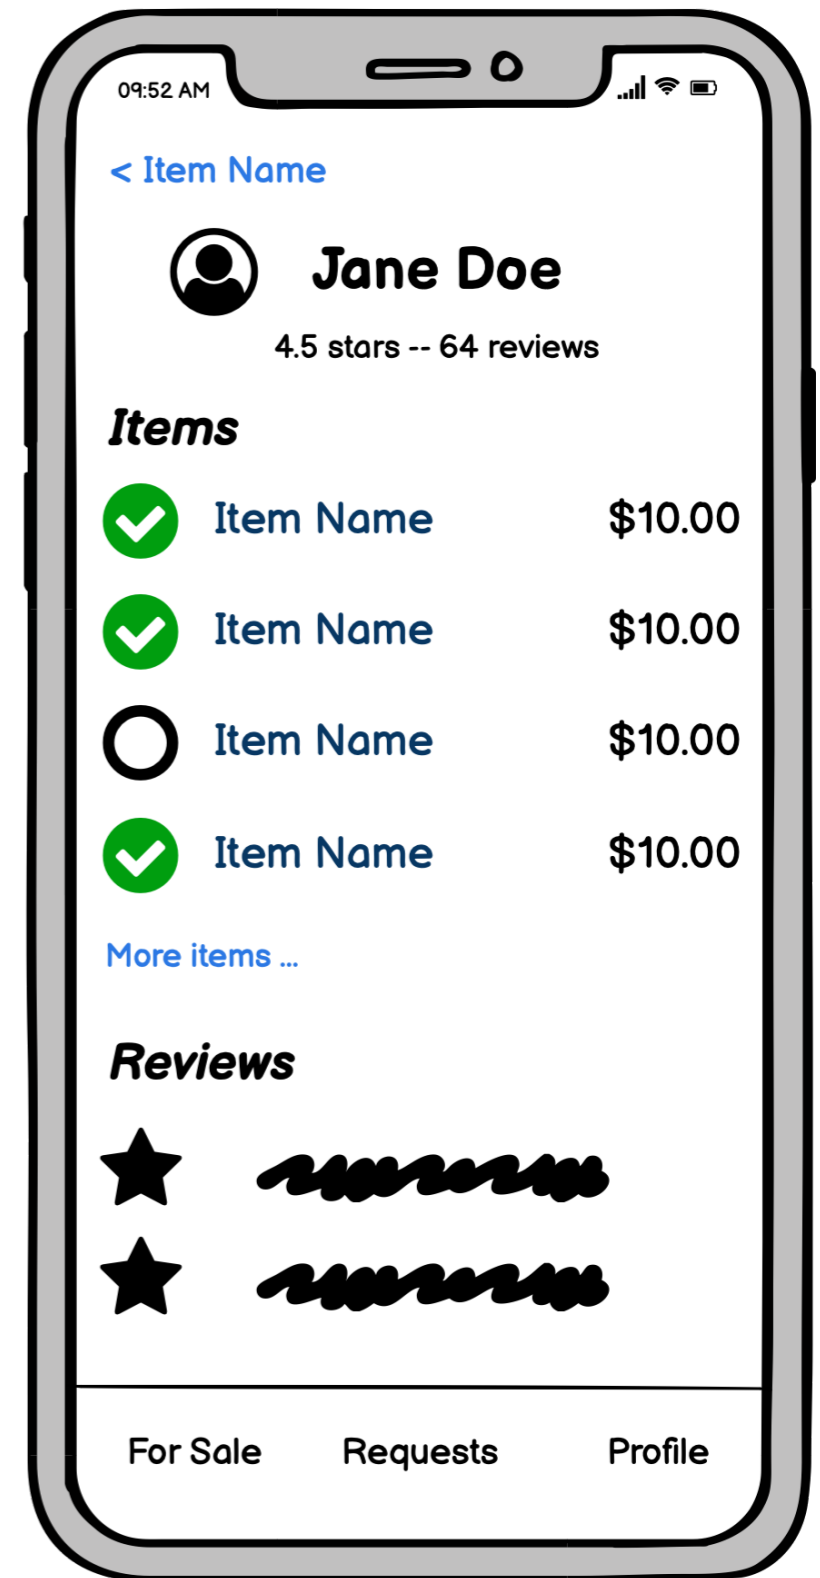 09:52 AM
< Item Name
Jane Doe
4.5 stars -- 64 reviews
Items
Item Name $10.00
Item Name $10.00
Item Name $10.00
Item Name $10.00
More items ...
Reviews
For Sale Requests Profile